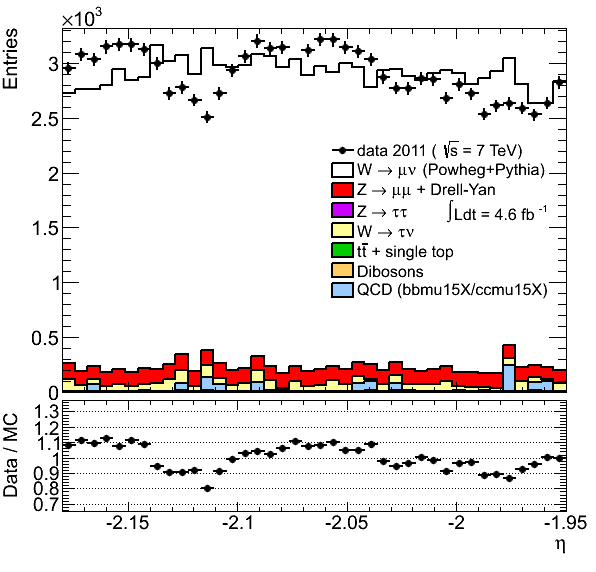 ×10³
Entries
3
2.5
2
1.5
1
0.5
0
data 2011 ( √s = 7 TeV)
W → μν (Powheg+Pythia)
Z → μμ + Drell-Yan
Z → ττ
∫Ldt = 4.6 fb⁻¹
W → τν
tt̅ + single top
Dibosons
QCD (bbmu15X/ccmu15X)
Data / MC
1.3
1.2
1.1
1
0.9
0.8
0.7
-2.15 -2.1 -2.05 -2 -1.95
η